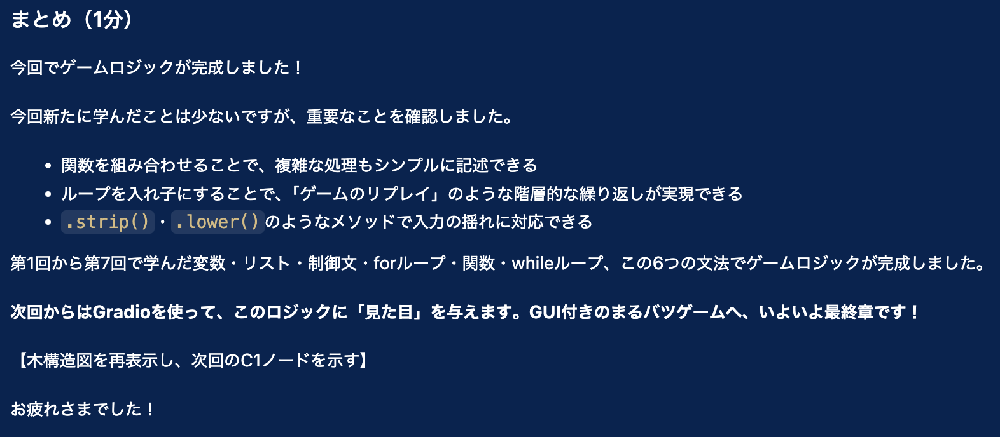 まとめ（1分）
今回でゲームロジックが完成しました！
今回新たに学んだことは少ないですが、重要なことを確認しました。
• 関数を組み合わせることで、複雑な処理もシンプルに記述できる
• ループを入れ子にすることで、「ゲームのリプレイ」のような階層的な繰り返しが実現できる
• .strip()・.lower()のようなメソッドで入力の揺れに対応できる
第1回から第7回で学んだ変数・リスト・制御文・forループ・関数・whileループ、この6つの文法でゲームロジックが完成しました。
次回からはGradioを使って、このロジックに「見た目」を与えます。GUI付きのまるバツゲームへ、いよいよ最終章です！
【木構造図を再表示し、次回のC1ノードを示す】
お疲れさまでした！